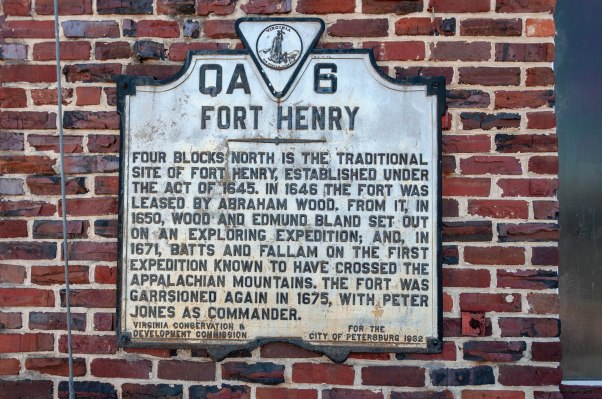 QA 6
FORT HENRY
FOUR BLOCKS NORTH IS THE TRADITIONAL
SITE OF FORT HENRY, ESTABLISHED UNDER
THE ACT OF 1645. IN 1646 THE FORT WAS
LEASED BY ABRAHAM WOOD. FROM IT, IN
1650, WOOD AND EDMUND BLAND SET OUT
ON AN EXPLORING EXPEDITION; AND, IN
1671, BATTS AND FALLAM ON THE FIRST
EXPEDITION KNOWN TO HAVE CROSSED THE
APPALACHIAN MOUNTAINS. THE FORT WAS
GARRSIONED AGAIN IN 1675, WITH PETER
JONES AS COMMANDER.
VIRGINIA CONSERVATION & FOR THE
DEVELOPMENT COMMISSION CITY OF PETERSBURG 1932